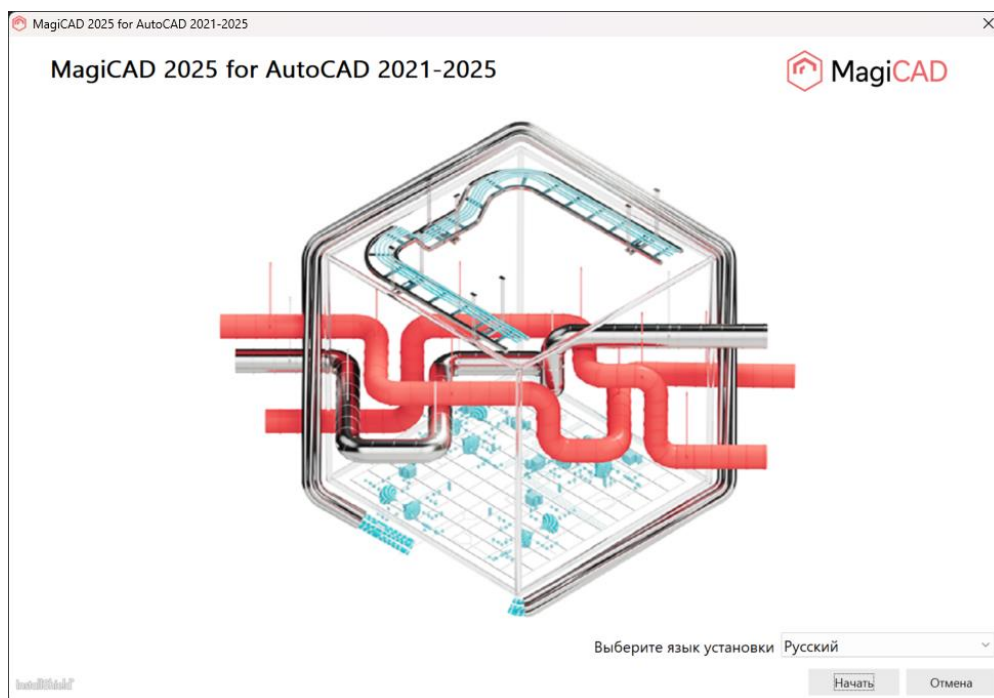 MagiCAD 2025 for AutoCAD 2021-2025
MagiCAD 2025 for AutoCAD 2021-2025
MagiCAD
Выберите язык установки Русский
InstallShield
Начать Отмена